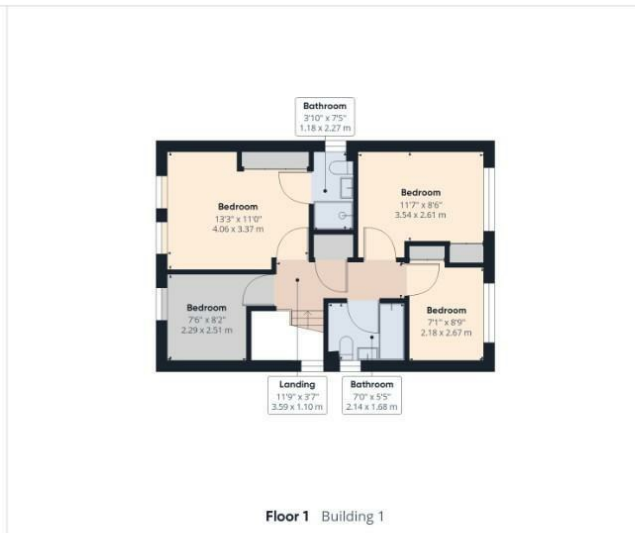 Bathroom
3'10" x 7'5"
1.18 x 2.27 m
Bedroom
13'3" x 11'0"
4.06 x 3.37 m
Bedroom
11'7" x 8'6"
3.54 x 2.61 m
Bedroom
7'6" x 8'2"
2.29 x 2.51 m
Bedroom
7'1" x 8'9"
2.18 x 2.67 m
Landing
11'9" x 3'7"
3.59 x 1.10 m
Bathroom
7'0" x 5'5"
2.14 x 1.68 m
Floor 1 Building 1